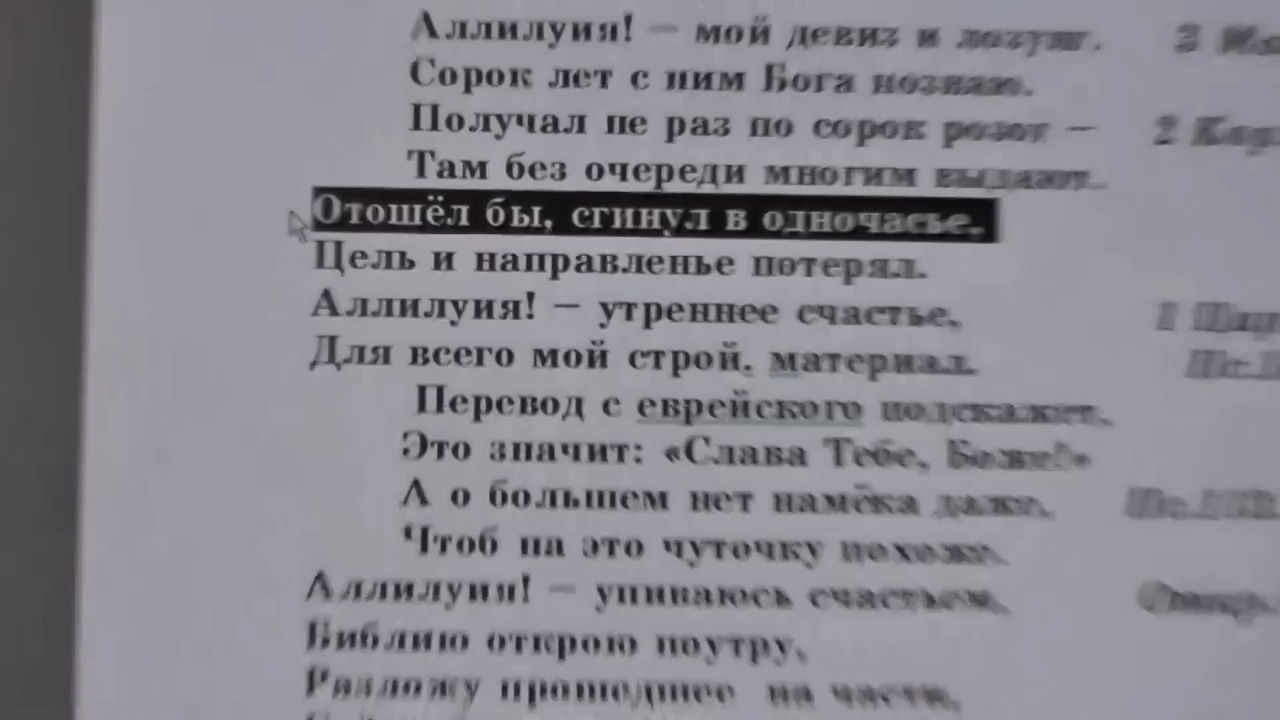 Аллилуия! – мой девиз и лозунг.
Сорок лет с ним Бога познаю.
Получал не раз по сорок розог – 2
Там без очереди многим выдают.
Отошёл бы, сгинул в одночасье,
Цель и направленье потерял.
Аллилуия! – утреннее счастье, 1
Для всего мой строй, материал.
Перевод с еврейского подскажет,
Это значит: «Слава Тебе, Боже!»
А о большем нет намёка даже,
Чтоб на это чуточку похоже.
Аллилуия! – упиваюсь счастьем,
Библию открою поутру,
Разложу прошедшее на части,